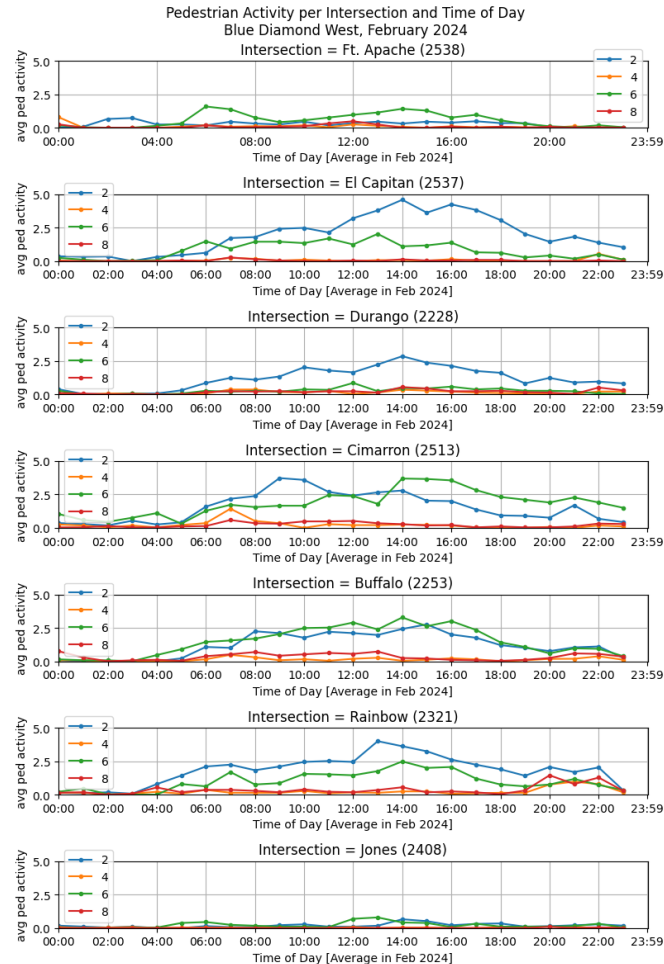 Pedestrian Activity per Intersection and Time of Day
Blue Diamond West, February 2024
Intersection = Ft. Apache (2538)
avg ped activity
5.0
2.5
0.0
2
4
6
8
00:00 02:00 04:00 06:00 08:00 10:00 12:00 14:00 16:00 18:00 20:00 22:00 23:59
Time of Day [Average in Feb 2024]
Intersection = El Capitan (2537)
avg ped activity
5.0
2.5
0.0
2
4
6
8
00:00 02:00 04:00 06:00 08:00 10:00 12:00 14:00 16:00 18:00 20:00 22:00 23:59
Time of Day [Average in Feb 2024]
Intersection = Durango (2228)
avg ped activity
5.0
2.5
0.0
2
4
6
8
00:00 02:00 04:00 06:00 08:00 10:00 12:00 14:00 16:00 18:00 20:00 22:00 23:59
Time of Day [Average in Feb 2024]
Intersection = Cimarron (2513)
avg ped activity
5.0
2.5
0.0
2
4
6
8
00:00 02:00 04:00 06:00 08:00 10:00 12:00 14:00 16:00 18:00 20:00 22:00 23:59
Time of Day [Average in Feb 2024]
Intersection = Buffalo (2253)
avg ped activity
5.0
2.5
0.0
2
4
6
8
00:00 02:00 04:00 06:00 08:00 10:00 12:00 14:00 16:00 18:00 20:00 22:00 23:59
Time of Day [Average in Feb 2024]
Intersection = Rainbow (2321)
avg ped activity
5.0
2.5
0.0
2
4
6
8
00:00 02:00 04:00 06:00 08:00 10:00 12:00 14:00 16:00 18:00 20:00 22:00 23:59
Time of Day [Average in Feb 2024]
Intersection = Jones (2408)
avg ped activity
5.0
2.5
0.0
2
4
6
8
00:00 02:00 04:00 06:00 08:00 10:00 12:00 14:00 16:00 18:00 20:00 22:00 23:59
Time of Day [Average in Feb 2024]